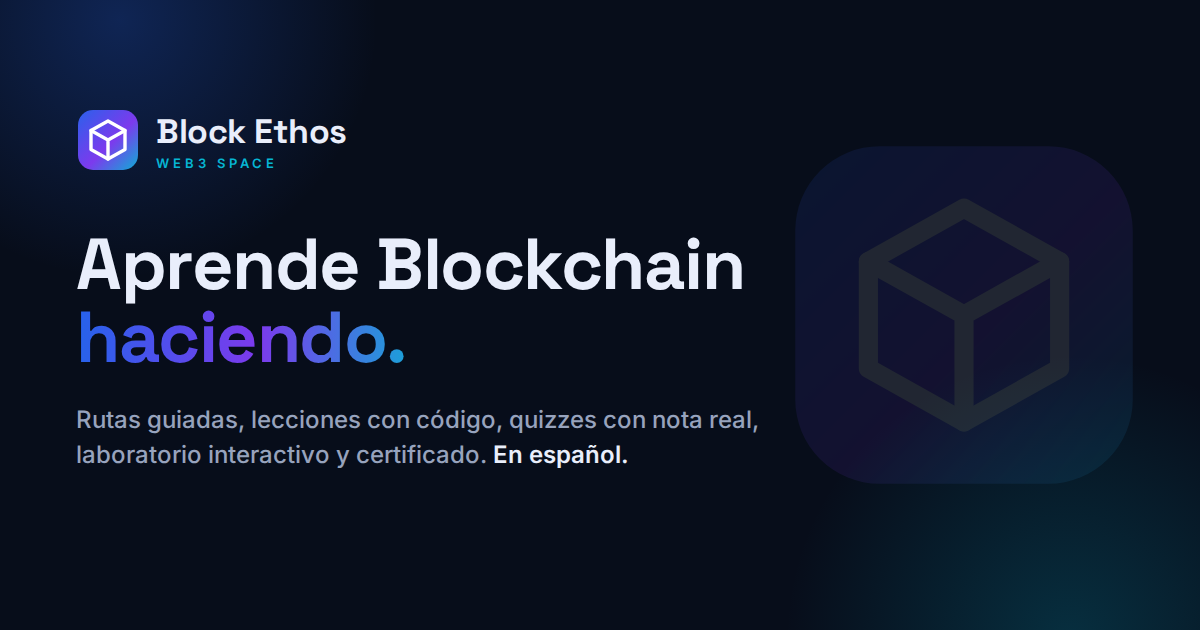 Block Ethos
WEB3 SPACE
Aprende Blockchain
haciendo.
Rutas guiadas, lecciones con código, quizzes con nota real,
laboratorio interactivo y certificado. En español.